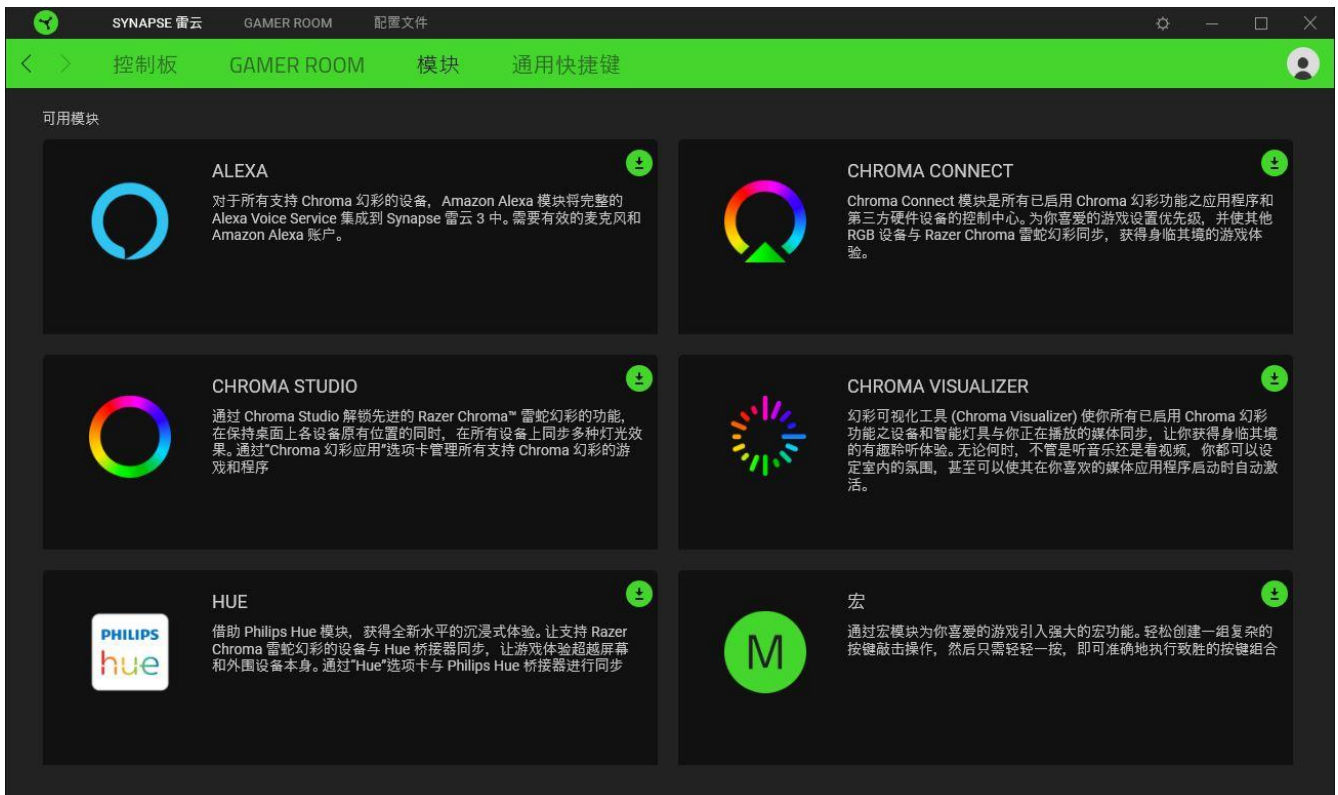 SYNAPSE 雷云 GAMER ROOM 配置文件
控制板 GAMER ROOM 模块 通用快捷键
可用模块
ALEXA
对于所有支持 Chroma 幻彩的设备，Amazon Alexa 模块将完整的
Alexa Voice Service 集成到 Synapse 雷云 3 中。需要有效的麦克风和
Amazon Alexa 账户。
CHROMA CONNECT
Chroma Connect 模块是所有已启用 Chroma 幻彩功能之应用程序和
第三方硬件设备的控制中心。为你喜爱的游戏设置优先级，并使其他
RGB 设备与 Razer Chroma 雷蛇幻彩同步，获得身临其境的游戏体
验。
CHROMA STUDIO
通过 Chroma Studio 解锁先进的 Razer Chroma™ 雷蛇幻彩的功能，
在保持桌面上各设备原有位置的同时，在所有设备上同步多种灯光效
果。通过“Chroma 幻彩应用”选项卡管理所有支持 Chroma 幻彩的游
戏和程序
CHROMA VISUALIZER
幻彩可视化工具 (Chroma Visualizer) 使你所有已启用 Chroma 幻彩
功能之设备和智能灯具与你正在播放的媒体同步，让你获得身临其境
的有趣聆听体验。无论何时，不管是听音乐还是看视频，你都可以设
定室内的氛围，甚至可以使其在你喜欢的媒体应用程序启动时自动激
活。
PHILIPS
hue
HUE
借助 Philips Hue 模块，获得全新水平的沉浸式体验。让支持 Razer
Chroma 雷蛇幻彩的设备与 Hue 桥接器同步，让游戏体验超越屏幕
和外围设备本身。通过“Hue”选项卡与 Philips Hue 桥接器进行同步
M
宏
通过宏模块为你喜爱的游戏引入强大的宏功能。轻松创建一组复杂的
按键敲击操作，然后只需轻轻一按，即可准确地执行致胜的按键组合